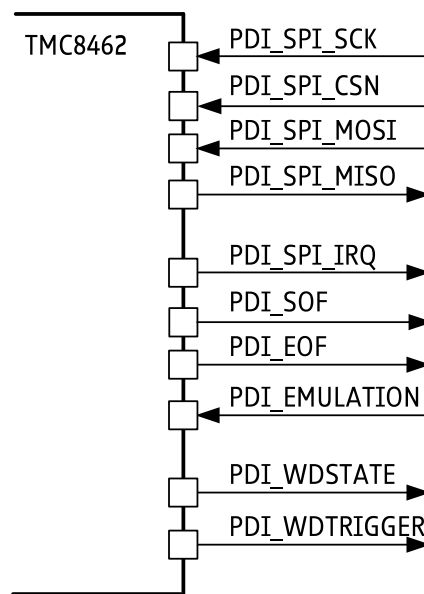 TMC8462
PDI_SPI_SCK
PDI_SPI_CSN
PDI_SPI_MOSI
PDI_SPI_MISO
PDI_SPI_IRQ
PDI_SOF
PDI_EOF
PDI_EMULATION
PDI_WDSTATE
PDI_WDTRIGGER